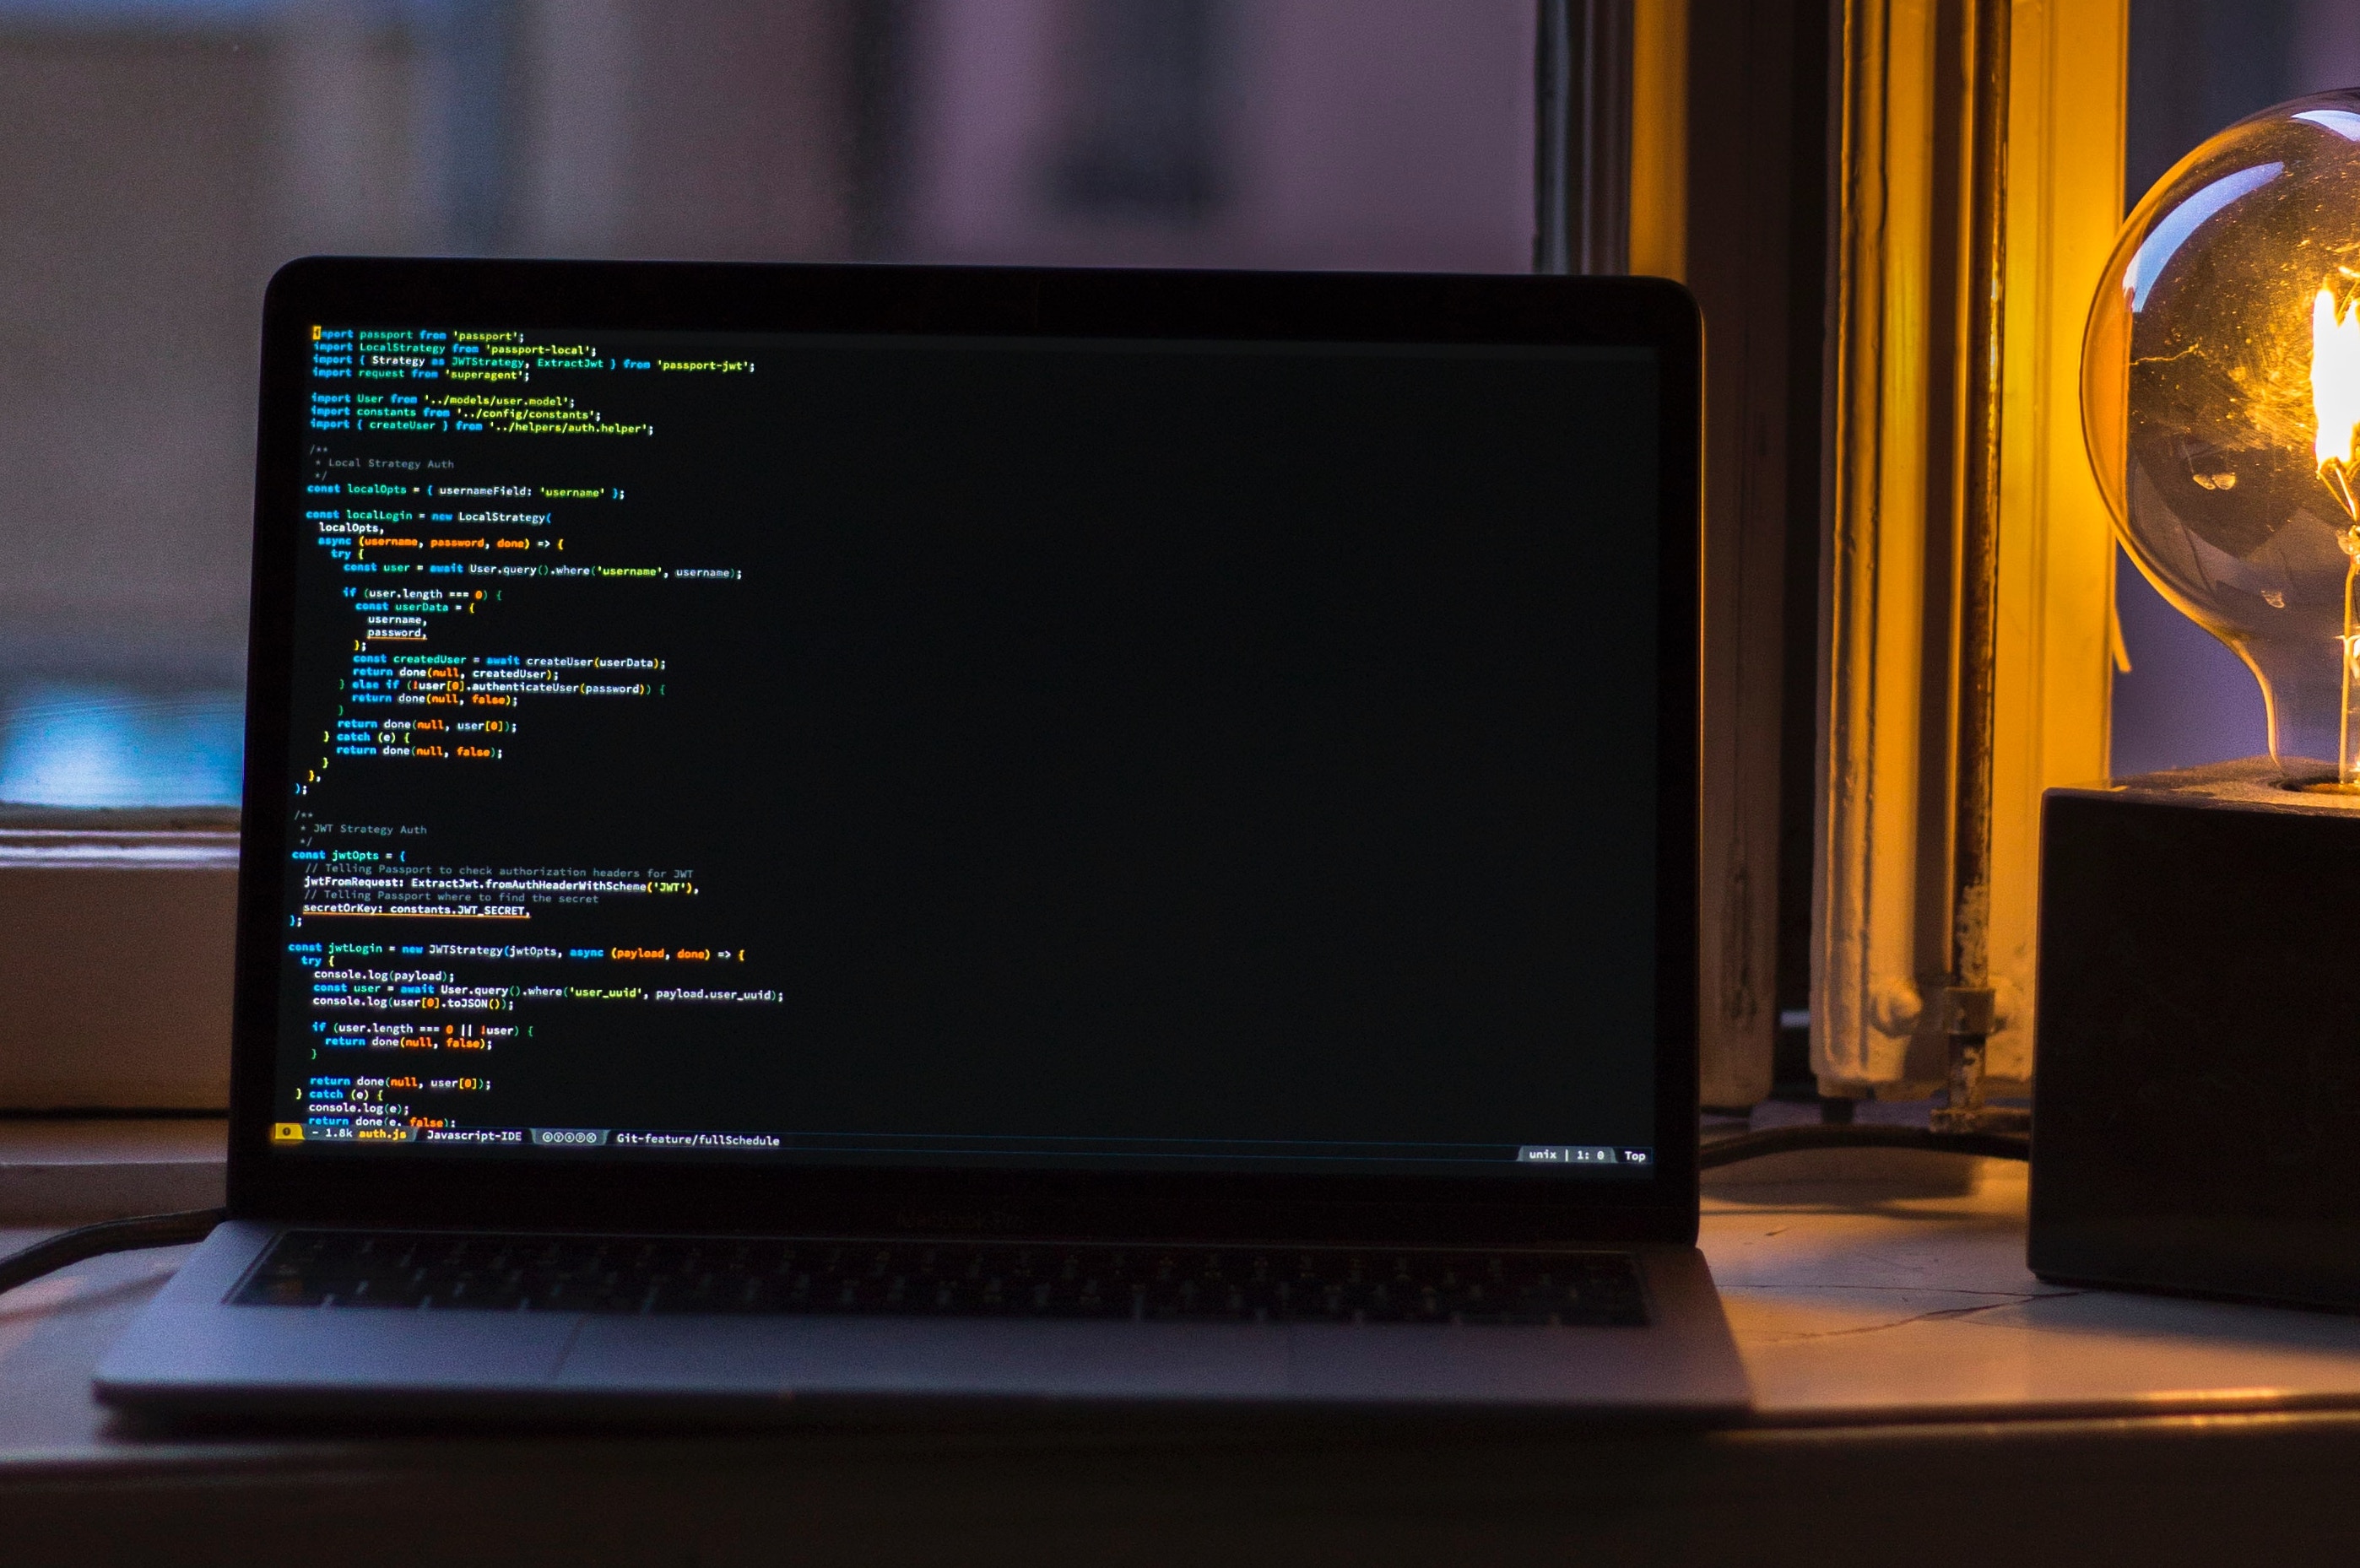 import passport from 'passport';
import LocalStrategy from 'passport-local';
import { Strategy as JWTStrategy, ExtractJwt } from 'passport-jwt';
import request from 'superagent';
import User from '../models/user.model';
import constants from '../config/constants';
import { createUser } from '../helpers/auth.helper';
/**
* Local Strategy Auth
*/
const localOpts = { usernameField: 'username' };
const localLogin = new LocalStrategy(
localOpts,
async (username, password, done) => {
try {
const user = await User.query().where('username', username);
if (user.length === 0) {
const userData = {
username,
password,
};
const createdUser = await createUser(userData);
return done(null, createdUser);
} else if (!user[0].authenticateUser(password)) {
return done(null, false);
}
return done(null, user[0]);
} catch (e) {
return done(null, false);
}
},
);
/**
* JWT Strategy Auth
*/
const jwtOpts = {
// Telling Passport to check authorization headers for JWT
jwtFromRequest: ExtractJwt.fromAuthHeaderWithScheme('JWT'),
// Telling Passport where to find the secret
secretOrKey: constants.JWT_SECRET,
};
const jwtLogin = new JWTStrategy(jwtOpts, async (payload, done) => {
try {
console.log(payload);
const user = await User.query().where('user_uuid', payload.user_uuid);
console.log(user[0].toJSON());
if (user.length === 0 || !user) {
return done(null, false);
}
return done(null, user[0]);
} catch (e) {
console.log(e);
return done(e, false);
- 1.8k auth.js Javascript-IDE Git-feature/fullSchedule unix | 1: 0 Top
MacBook Pro